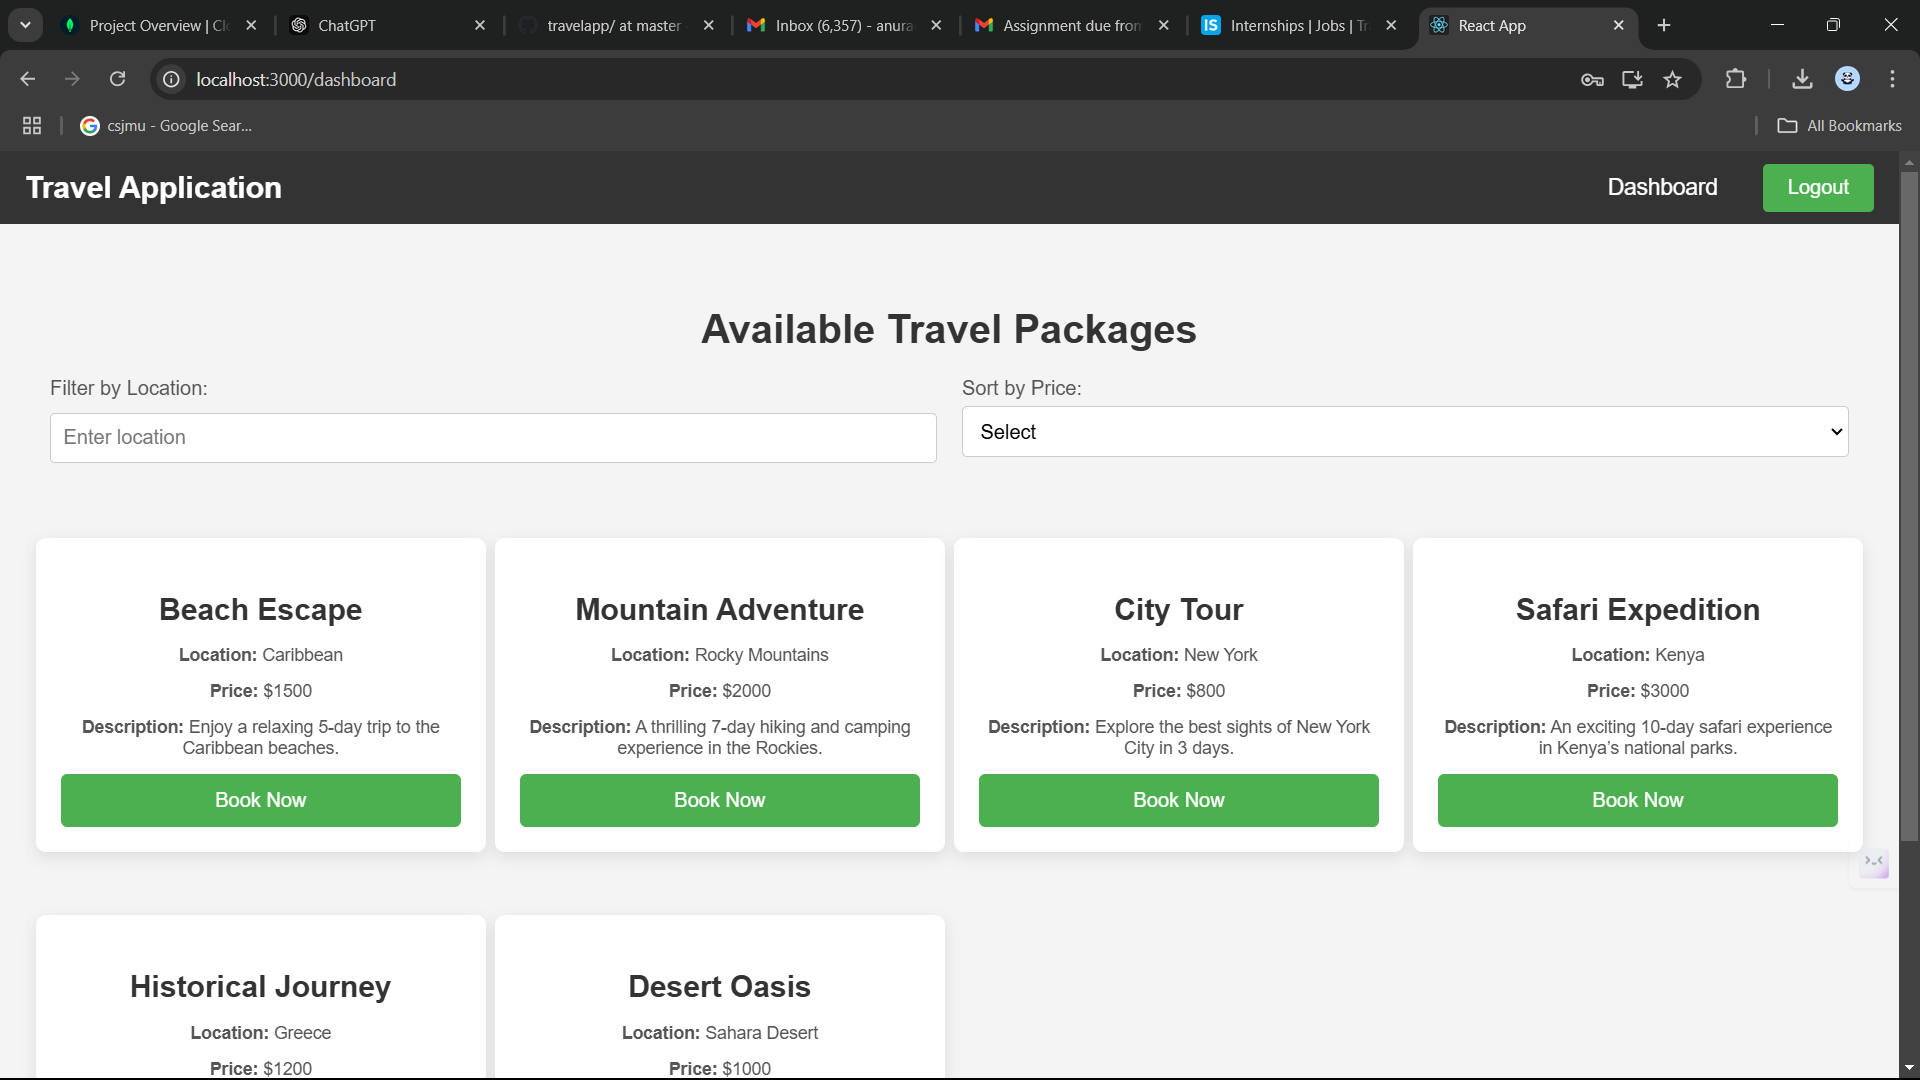 Project Overview | Cl
ChatGPT
travelapp/ at master
Inbox (6,357) - anura
Assignment due from
Internships | Jobs | Tr
React App
localhost:3000/dashboard
csjmu - Google Sear...
All Bookmarks
Travel Application
Dashboard
Logout
Available Travel Packages
Filter by Location:
Sort by Price:
Enter location
Select
Beach Escape
Location: Caribbean
Price: $1500
Description: Enjoy a relaxing 5-day trip to the
Caribbean beaches.
Book Now
Mountain Adventure
Location: Rocky Mountains
Price: $2000
Description: A thrilling 7-day hiking and camping
experience in the Rockies.
Book Now
City Tour
Location: New York
Price: $800
Description: Explore the best sights of New York
City in 3 days.
Book Now
Safari Expedition
Location: Kenya
Price: $3000
Description: An exciting 10-day safari experience
in Kenya’s national parks.
Book Now
Historical Journey
Location: Greece
Price: $1200
Desert Oasis
Location: Sahara Desert
Price: $1000